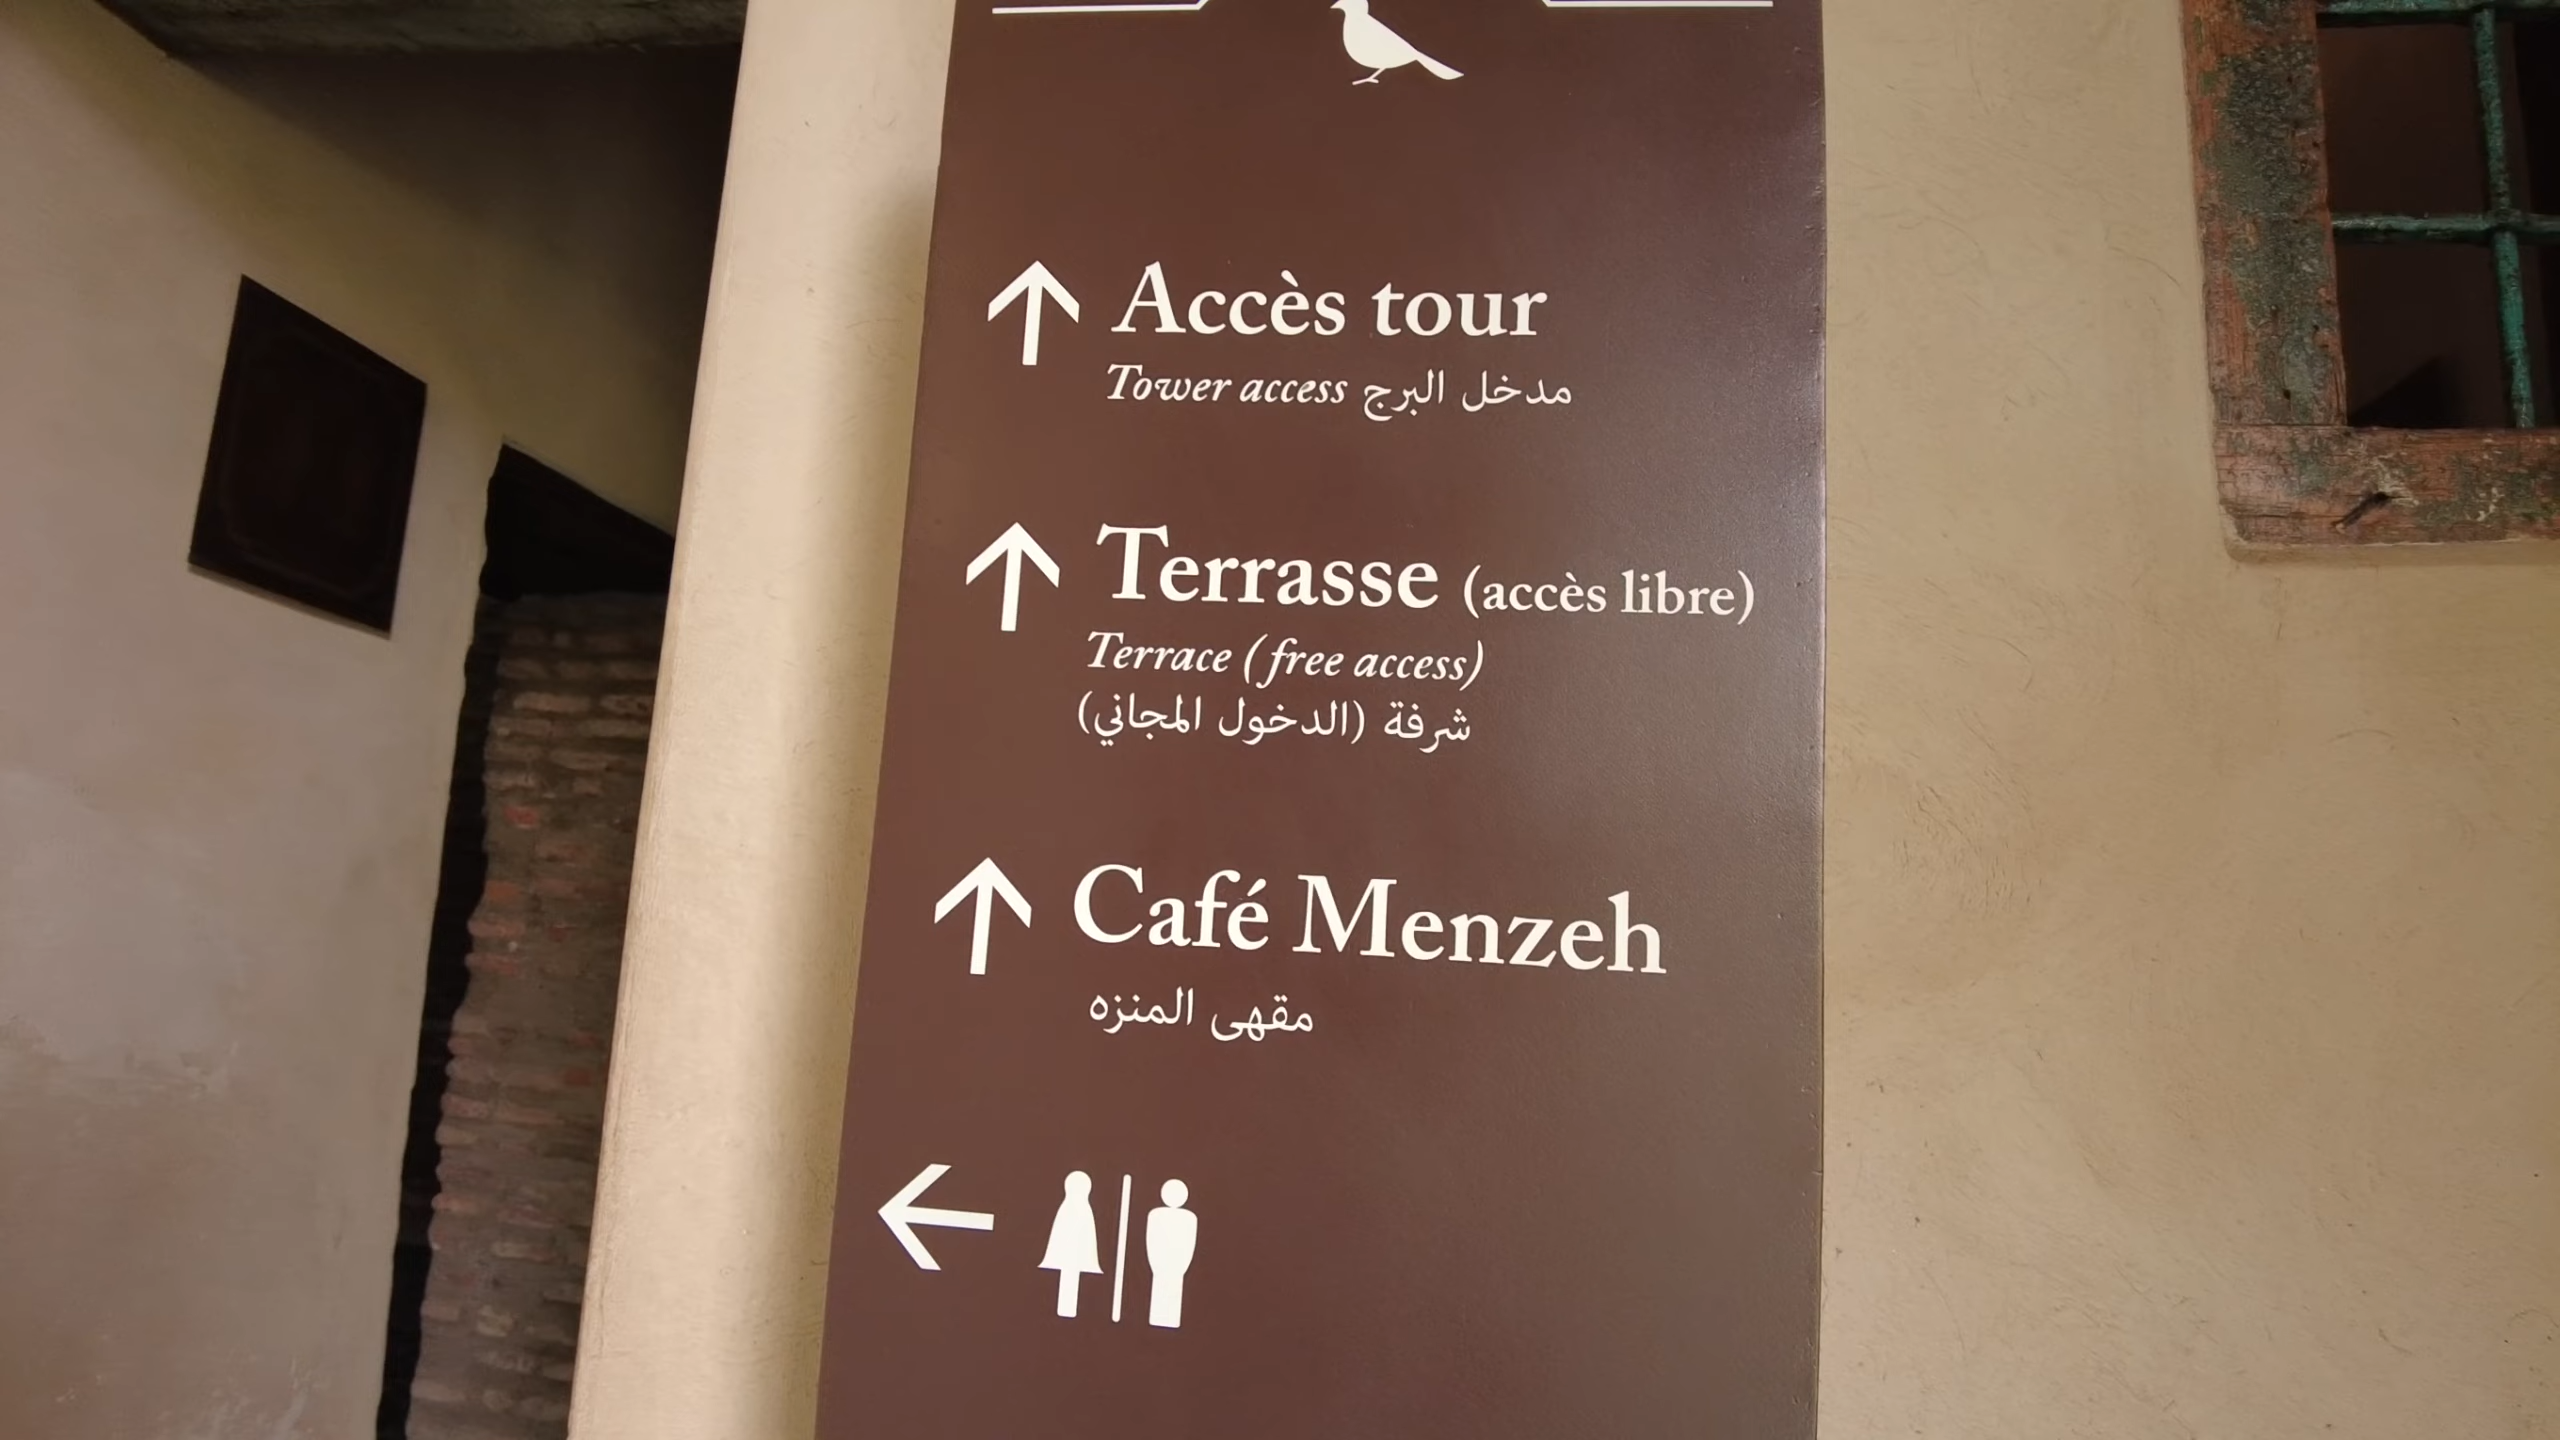 Accès tour
Tower access مدخل البرج
Terrasse (accès libre)
Terrace (free access)
شرفة (الدخول المجاني)
Café Menzeh
مقهى المنزه